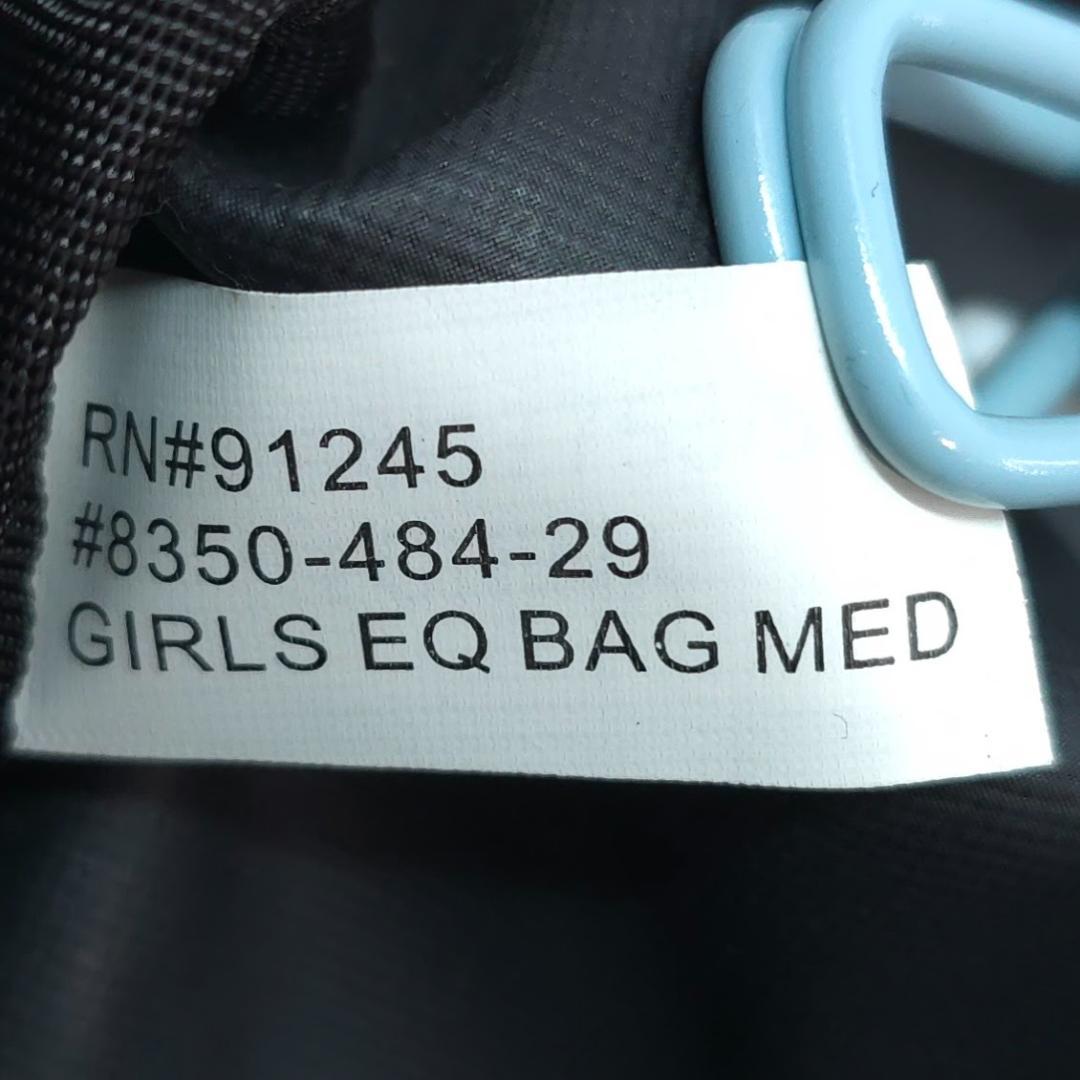 RN#91245
#8350-484-29
GIRLS EQ BAG MED